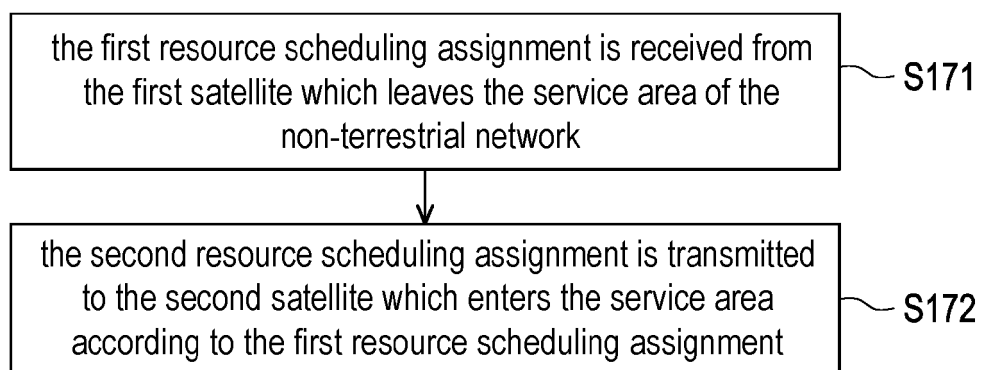 the first resource scheduling assignment is received from
the first satellite which leaves the service area of the
non-terrestrial network
S171
the second resource scheduling assignment is transmitted
to the second satellite which enters the service area
according to the first resource scheduling assignment
S172